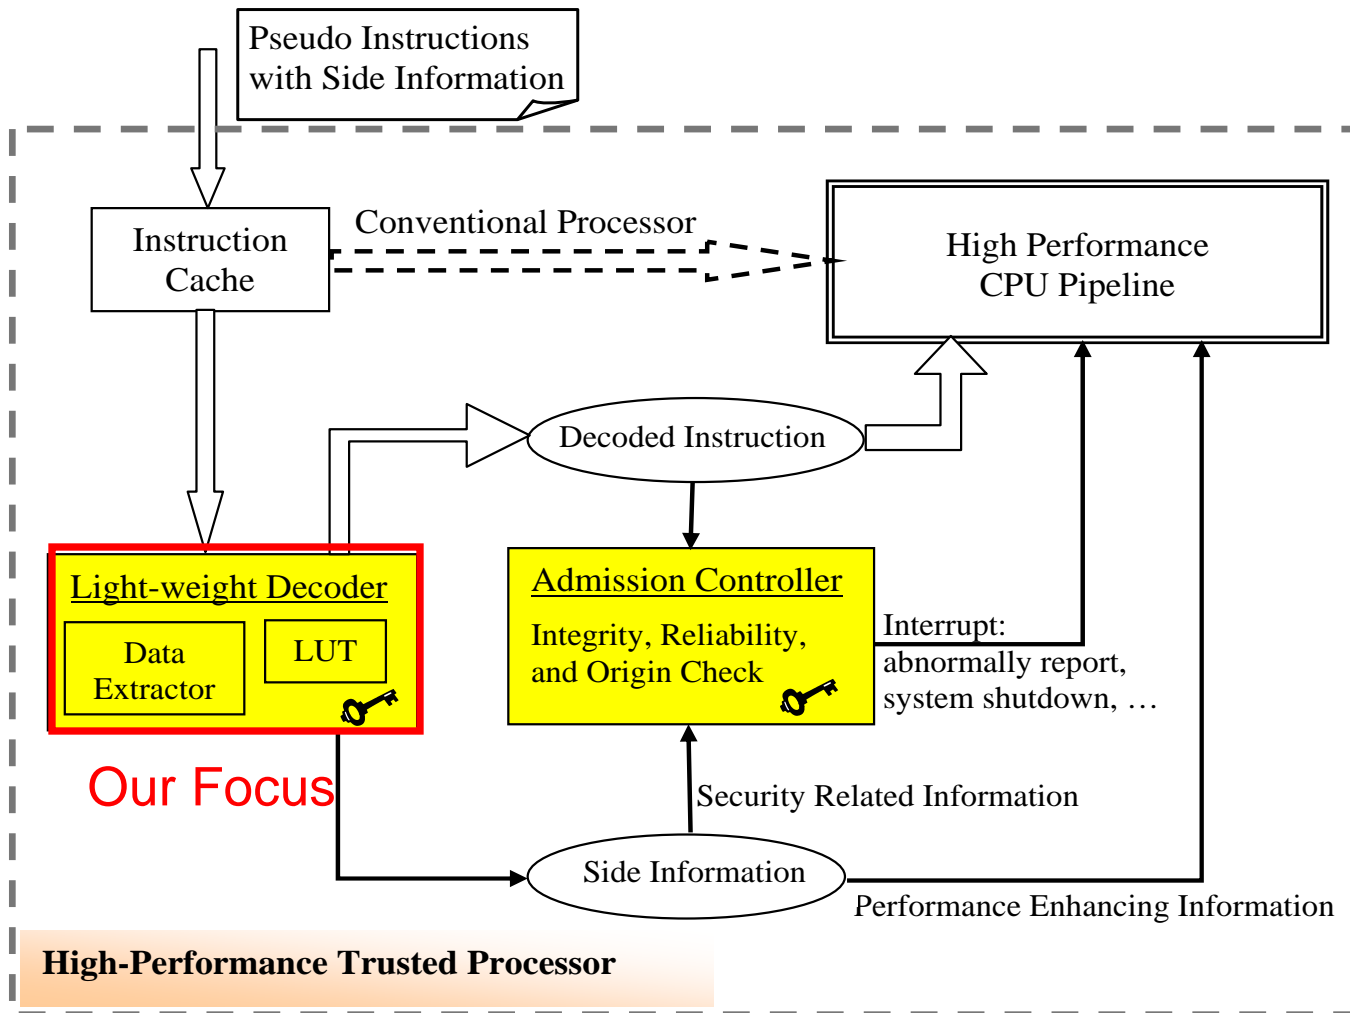 Pseudo Instructions
with Side Information
Instruction
Cache
Conventional Processor
High Performance
CPU Pipeline
Decoded Instruction
Light-weight Decoder
Data
Extractor
LUT
Admission Controller
Integrity, Reliability,
and Origin Check
Interrupt:
abnormally report,
system shutdown, …
Our Focus
Security Related Information
Side Information
Performance Enhancing Information
High-Performance Trusted Processor